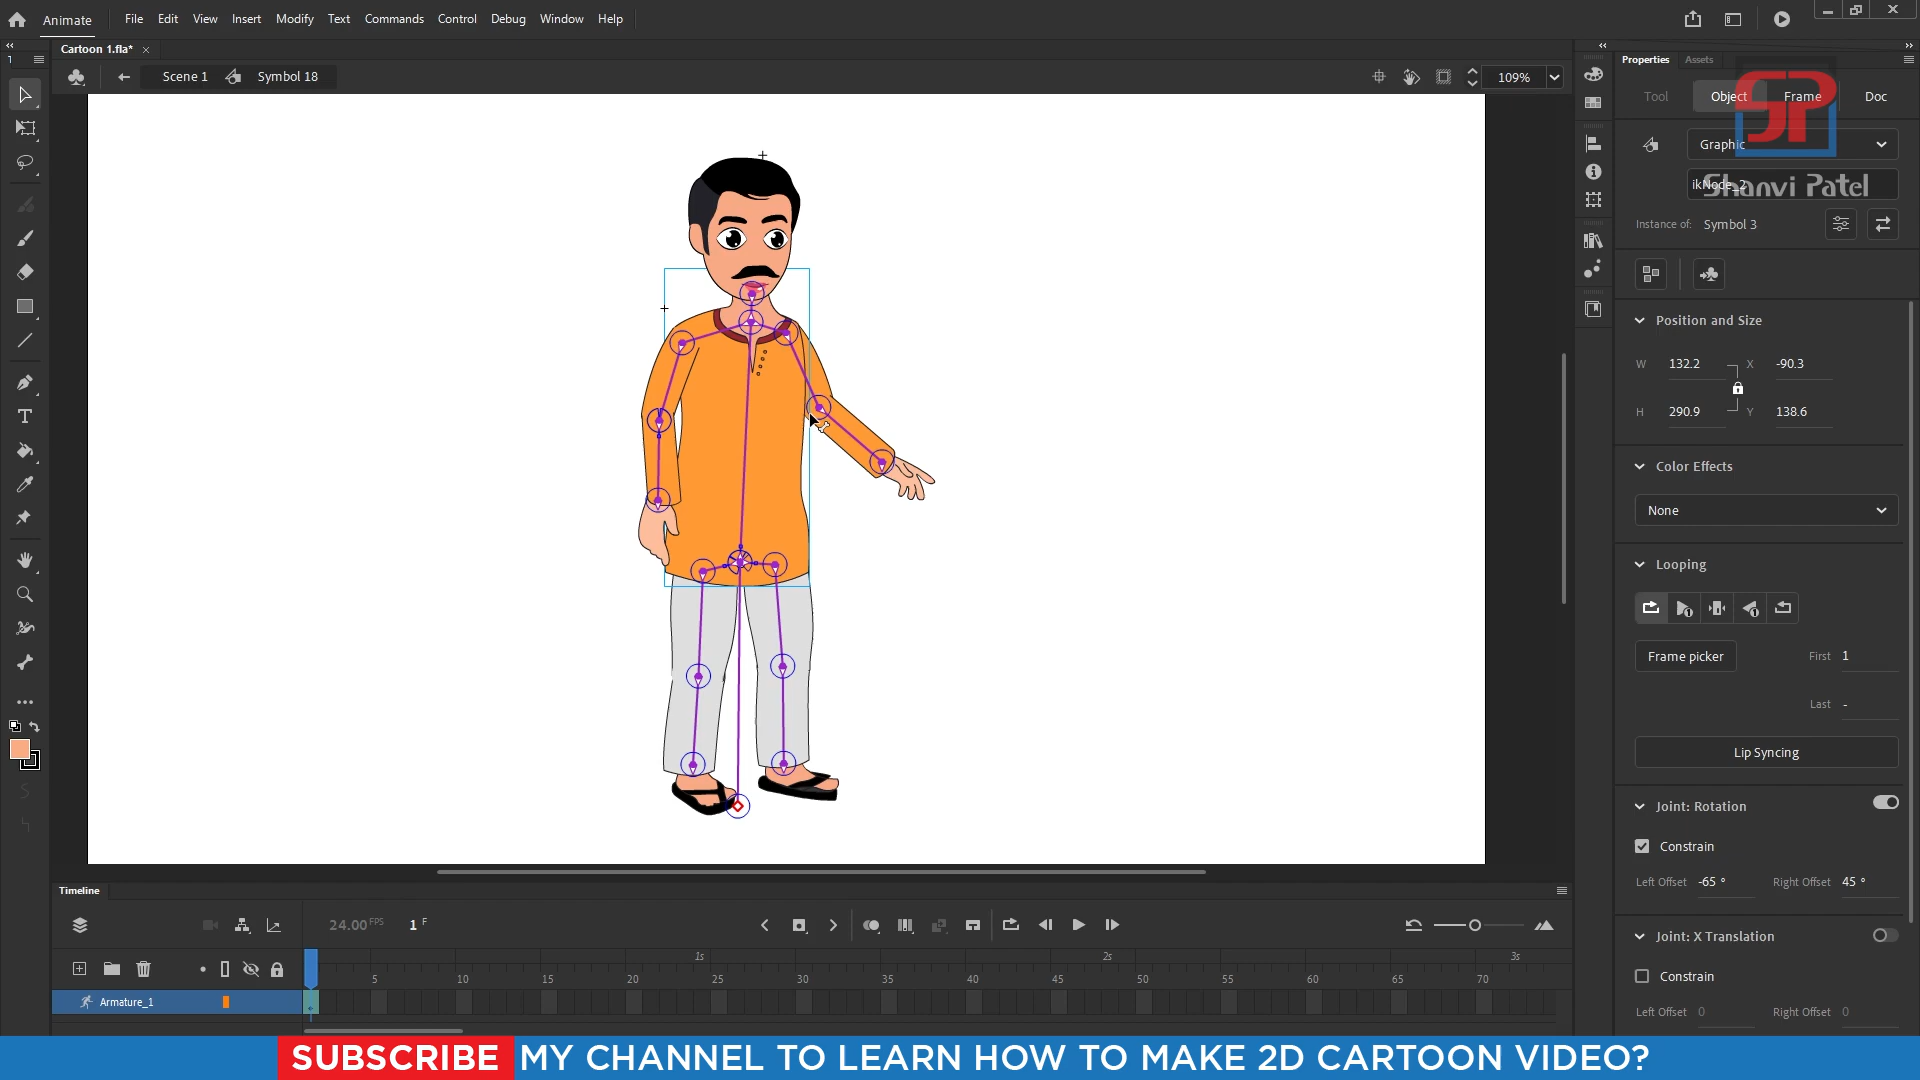 Animate File Edit View Insert Modify Text Commands Control Debug Window Help
Cartoon 1.fla* ×
Scene 1 Symbol 18 109%
Properties Assets
Tool Object Frame Doc
SP
Graphic
ikNode_2
Shanvi Patel
Instance of: Symbol 3
Position and Size
W 132.2 X -90.3
H 290.9 Y 138.6
Color Effects
None
Looping
Frame picker First 1
Last -
Lip Syncing
Joint: Rotation
Constrain
Left Offset -65 ° Right Offset 45 °
Joint: X Translation
Constrain
Left Offset 0 Right Offset 0
Timeline
24.00 FPS 1 F
1s 2s 3s
5 10 15 20 25 30 35 40 45 50 55 60 65 70
Armature_1
SUBSCRIBE MY CHANNEL TO LEARN HOW TO MAKE 2D CARTOON VIDEO?